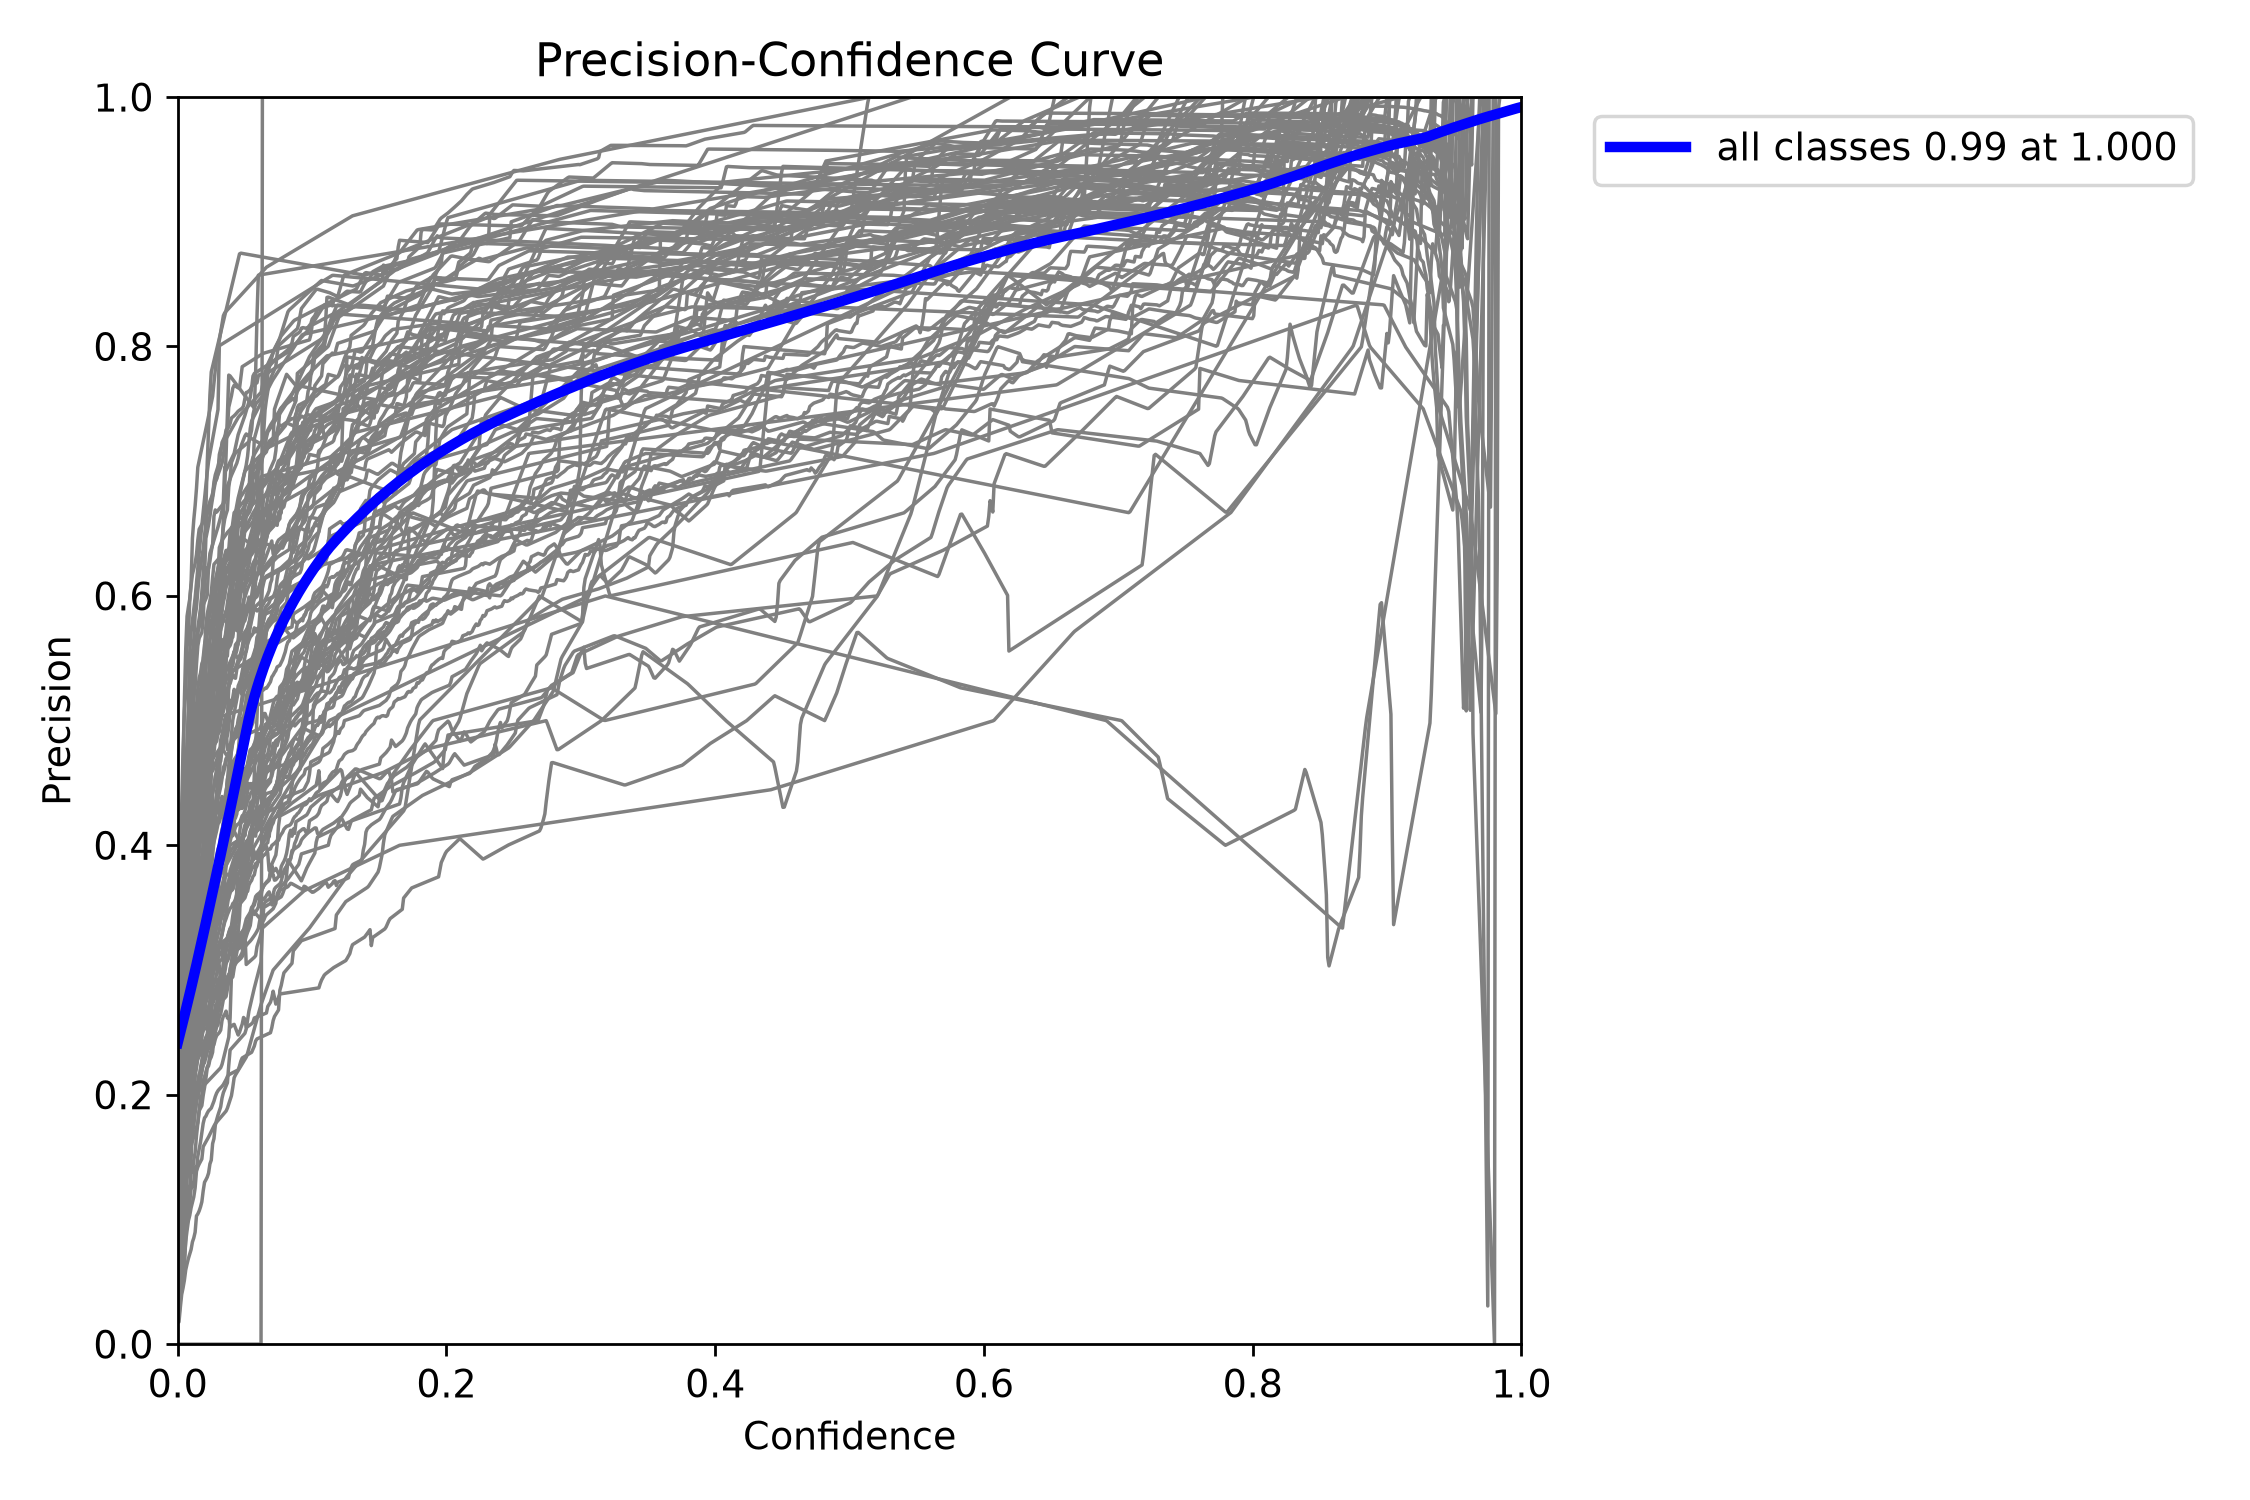 Precision-Confidence Curve
all classes 0.99 at 1.000
Precision
1.0
0.8
0.6
0.4
0.2
0.0
0.0 0.2 0.4 0.6 0.8 1.0
Confidence